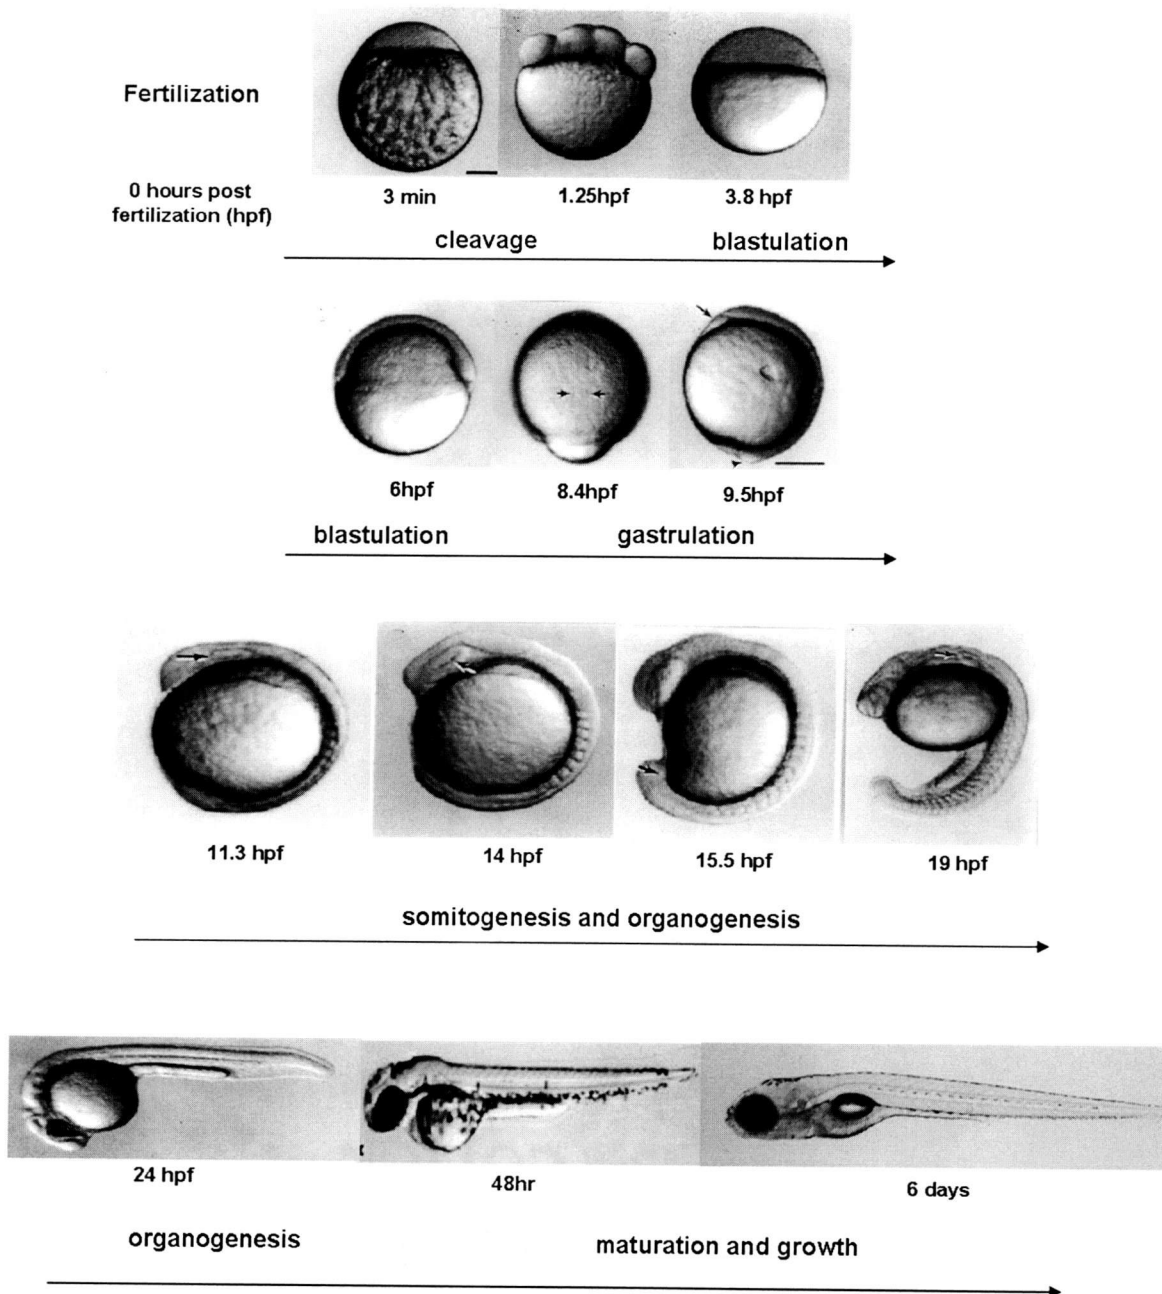 Fertilization
0 hours post
fertilization (hpf)
3 min
1.25hpf
3.8 hpf
cleavage
blastulation
6hpf
8.4hpf
9.5hpf
blastulation
gastrulation
11.3 hpf
14 hpf
15.5 hpf
19 hpf
somitogenesis and organogenesis
24 hpf
48hr
6 days
organogenesis
maturation and growth